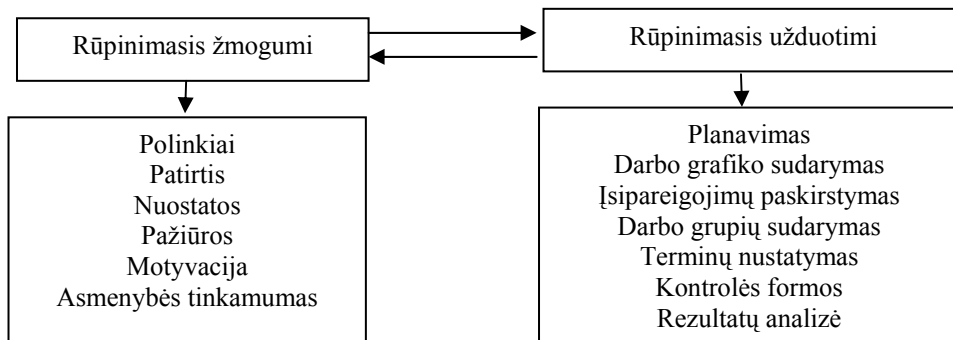 Rūpinimasis žmogumi
Rūpinimasis užduotimi
Polinkiai
Patirtis
Nuostatos
Pažiūros
Motyvacija
Asmenybės tinkamumas
Planavimas
Darbo grafiko sudarymas
Įsipareigojimų paskirstymas
Darbo grupių sudarymas
Terminų nustatymas
Kontrolės formos
Rezultatų analizė